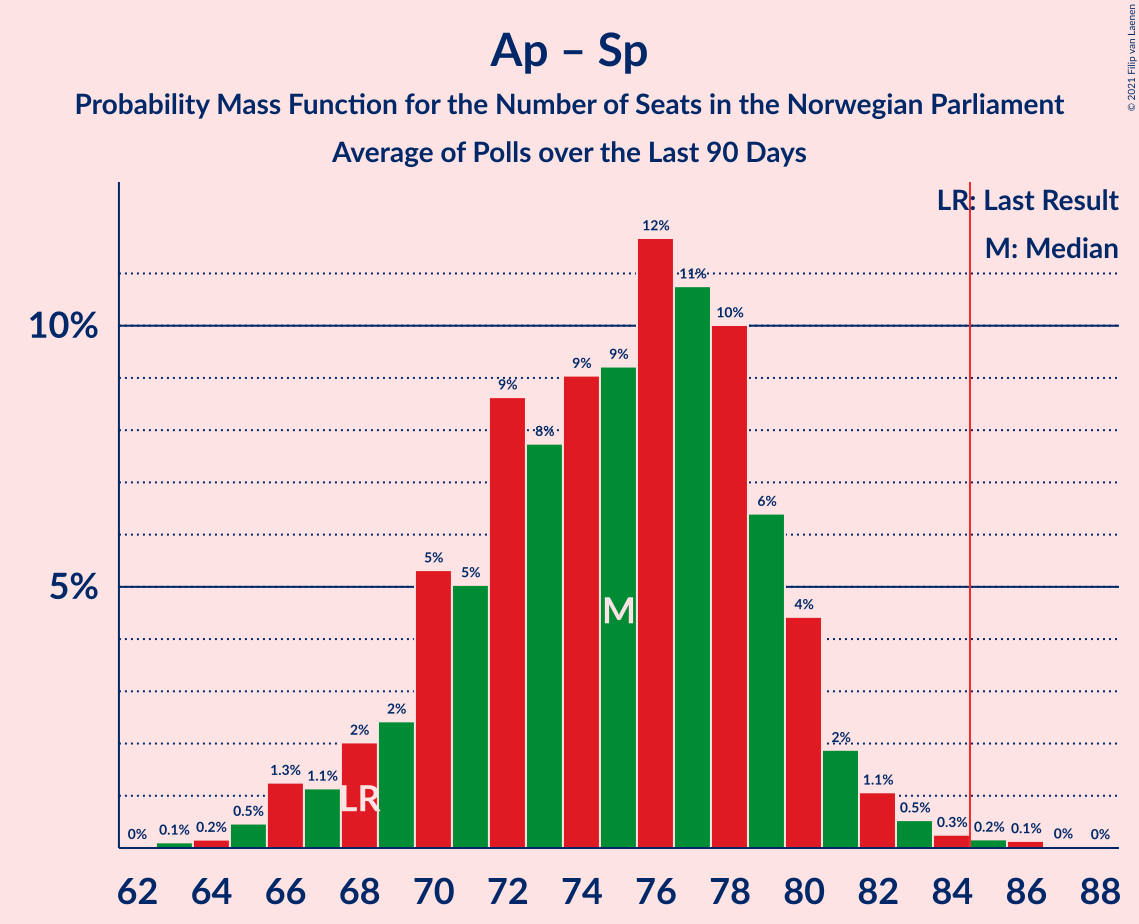 © 2021 Filip van Laenen
Ap – Sp
Probability Mass Function for the Number of Seats in the Norwegian Parliament
Average of Polls over the Last 90 Days
LR: Last Result
M: Median
10%
5%
0% 0.1% 0.2% 0.5% 1.3% 1.1% 2% 2% 5% 5% 9% 8% 9% 9% 12% 11% 10% 6% 4% 2% 1.1% 0.5% 0.3% 0.2% 0.1% 0% 0%
LR
M
62 64 66 68 70 72 74 76 78 80 82 84 86 88